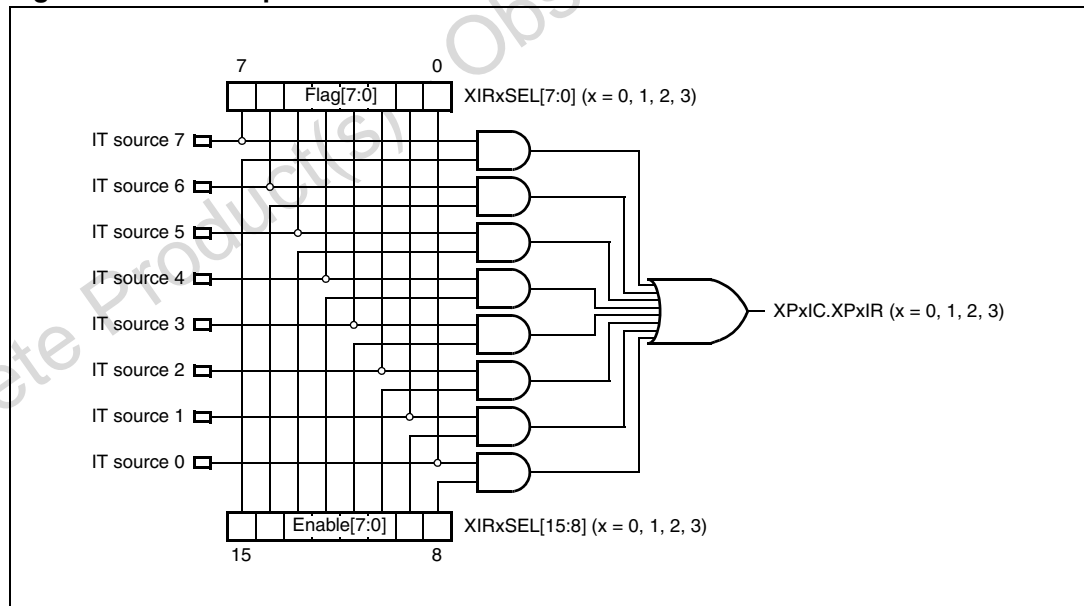 7 0
Flag[7:0] XIRxSEL[7:0] (x = 0, 1, 2, 3)
IT source 7
IT source 6
IT source 5
IT source 4
IT source 3
XPxIC.XPxIR (x = 0, 1, 2, 3)
IT source 2
IT source 1
IT source 0
Enable[7:0] XIRxSEL[15:8] (x = 0, 1, 2, 3)
15 8
ete Product(s)